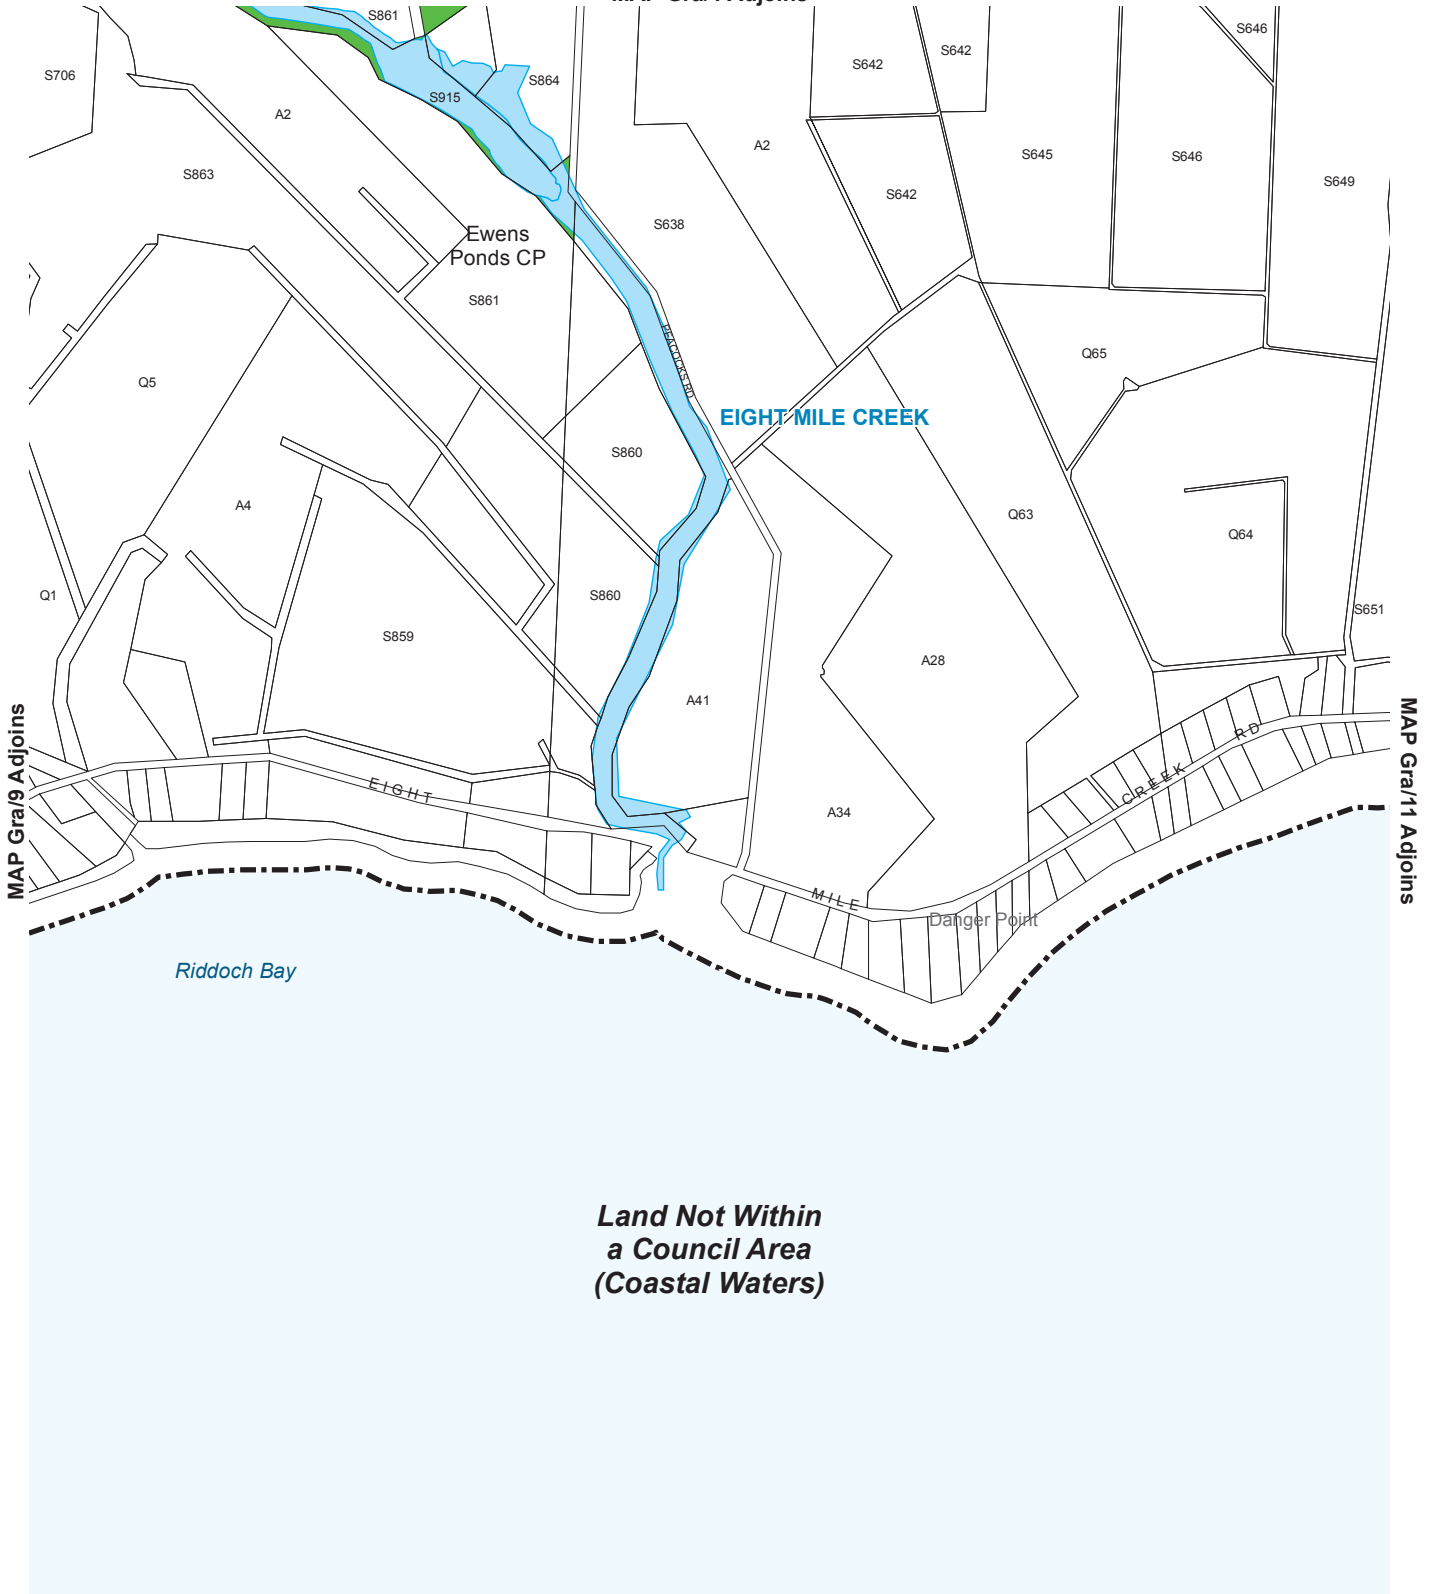 S861
S706
A2
S863
S915
S864
S642
S642
S646
A2
S645
S646
S649
S642
S638
Ewens
Ponds CP
S861
PEACOCKS RD
Q5
Q65
EIGHT MILE CREEK
S860
A4
Q63
Q64
Q1
S860
S651
S859
A28
A41
A34
EIGHT
MILE
CREEK
RD
Danger Point
MAP Gra/9 Adjoins
MAP Gra/11 Adjoins
Riddoch Bay
Land Not Within
a Council Area
(Coastal Waters)